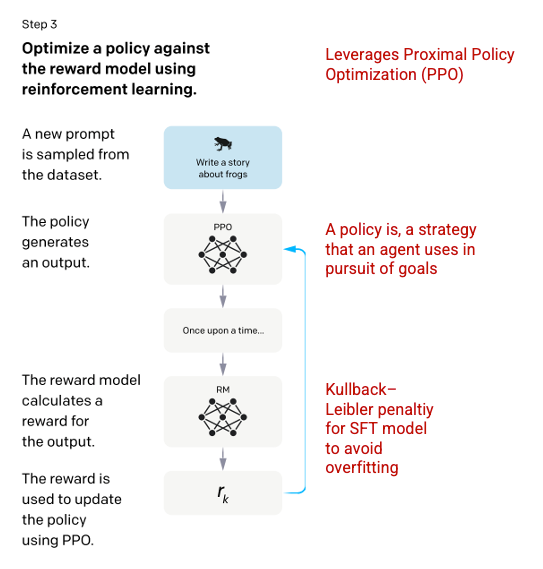 Step 3
Optimize a policy against
the reward model using
reinforcement learning.
Leverages Proximal Policy
Optimization (PPO)
A new prompt
is sampled from
the dataset.
Write a story
about frogs
The policy
generates
an output.
PPO
A policy is, a strategy
that an agent uses in
pursuit of goals
Once upon a time...
The reward model
calculates a
reward for
the output.
RM
Kullback–
Leibler penaltiy
for SFT model
to avoid
overfitting
The reward is
used to update
the policy
using PPO.
rk